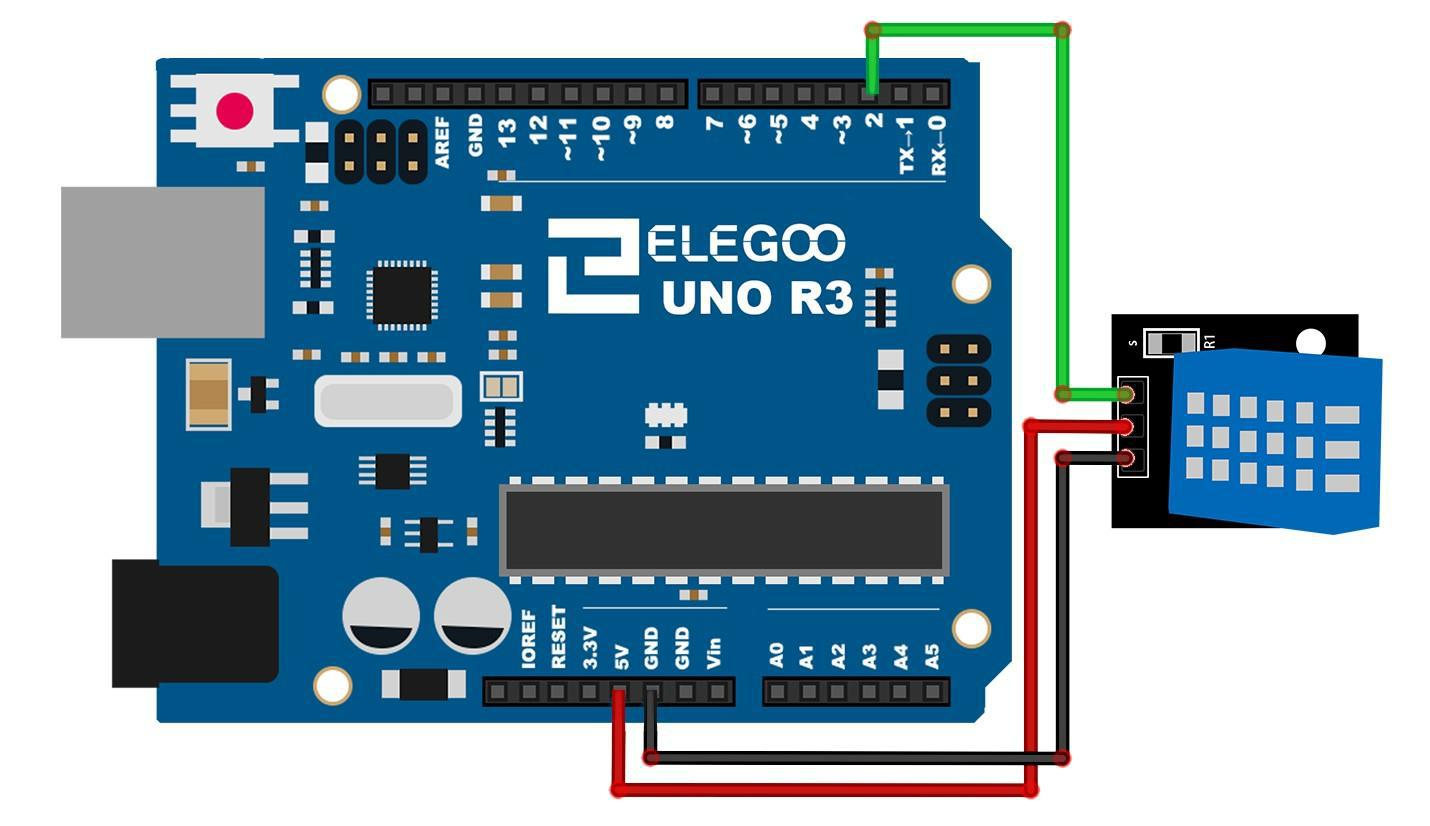 AREF
GND
13
12
~11
~10
~9
8
7
~6
~5
4
~3
2
TX→1
RX←0
ELEGOO
UNO R3
S
R1
IOREF
RESET
3.3V
5V
GND
GND
Vin
A0
A1
A2
A3
A4
A5